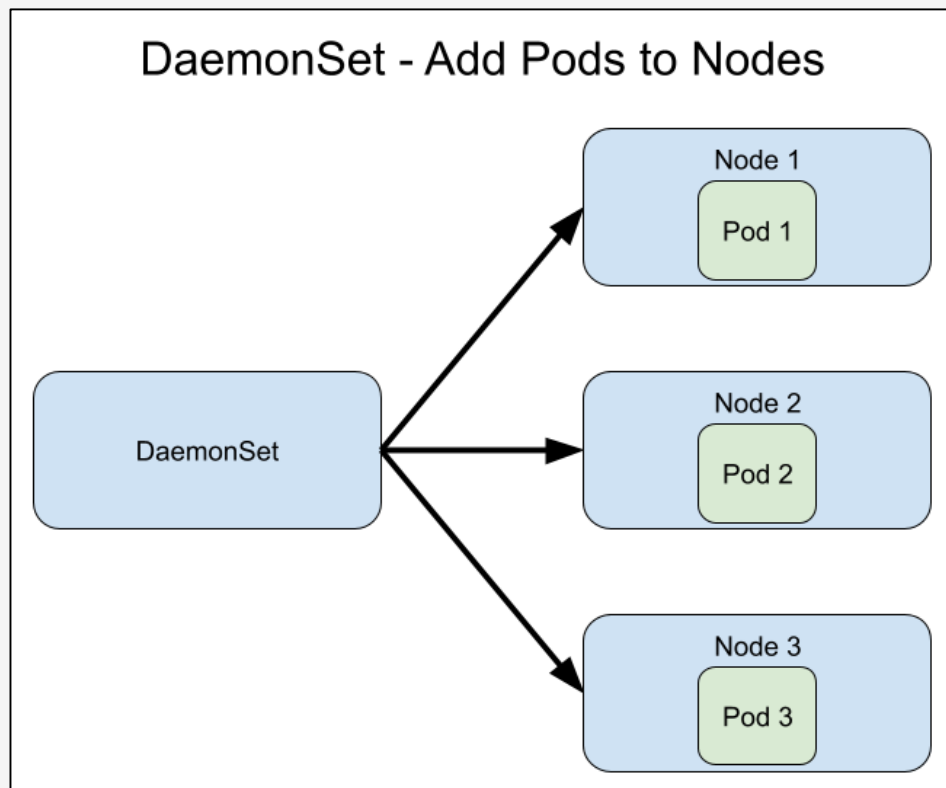 DaemonSet - Add Pods to Nodes
Node 1
Pod 1
DaemonSet
Node 2
Pod 2
Node 3
Pod 3